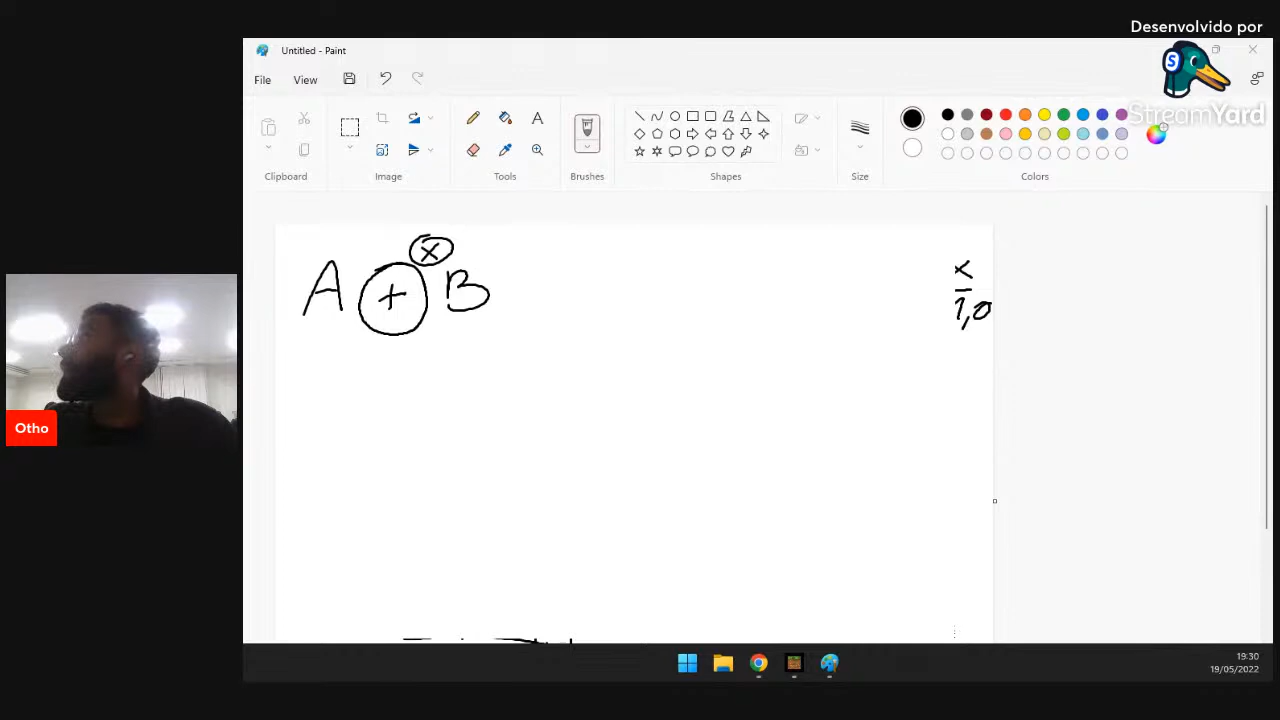 Desenvolvido por
StreamYard
Untitled - Paint
File
View
Clipboard
Image
Tools
Brushes
Shapes
Size
Colors
A + B
x
x
1,0
Otho
19:30
19/05/2022